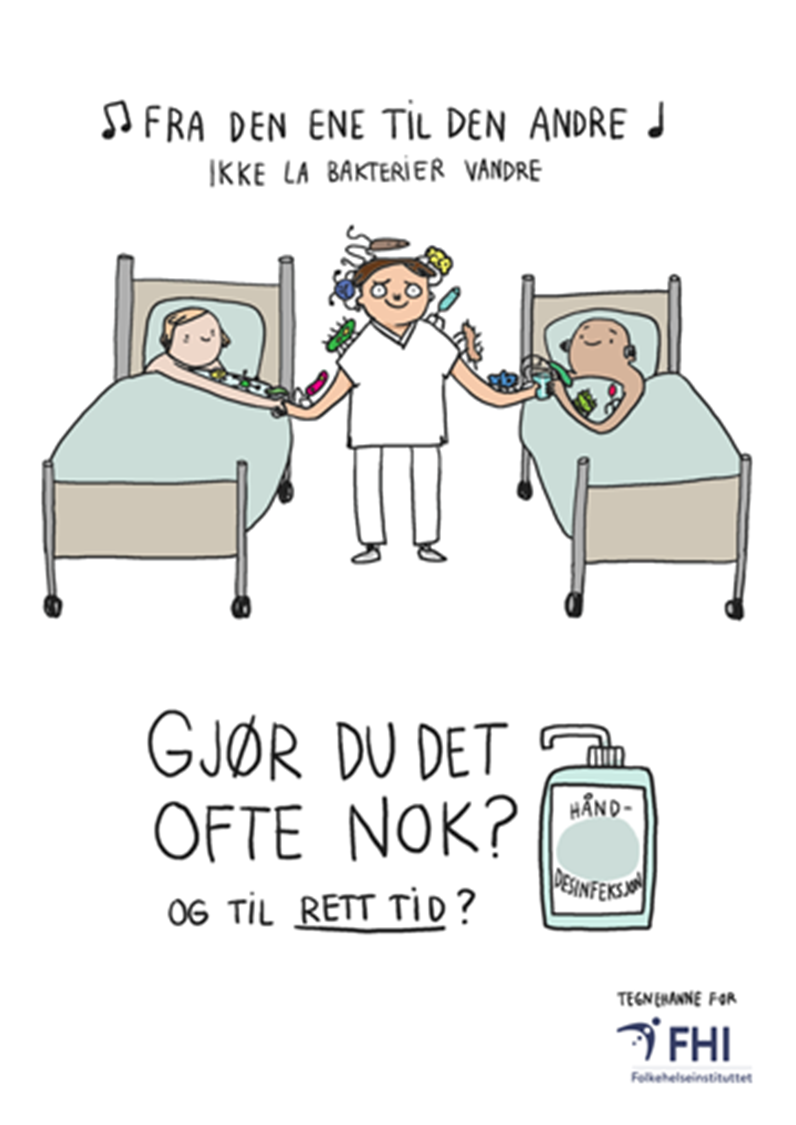 ♫ FRA DEN ENE TIL DEN ANDRE ♩
IKKE LA BAKTERIER VANDRE
GJØR DU DET
OFTE NOK?
OG TIL RETT TID?
HÅND-
DESINFEKSJON
TEGNEHANNE FOR
FHI
Folkehelseinstituttet